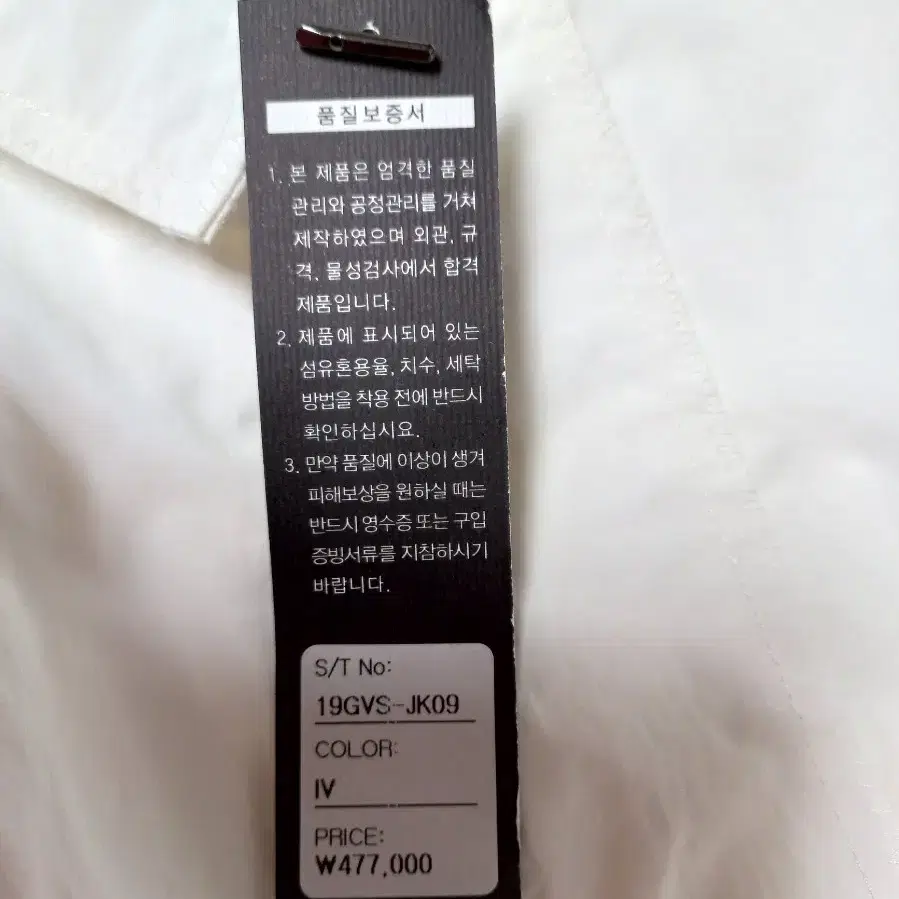 품질보증서
1. 본 제품은 엄격한 품질
관리와 공정관리를 거쳐
제작하였으며 외관, 규
격, 물성검사에서 합격
제품입니다.
2. 제품에 표시되어 있는
섬유혼용율, 치수, 세탁
방법을 착용 전에 반드시
확인하십시요.
3. 만약 품질에 이상이 생겨
피해보상을 원하실 때는
반드시 영수증 또는 구입
증빙서류를 지참하시기
바랍니다.
S/T No:
19GVS-JK09
COLOR:
IV
PRICE:
₩477,000